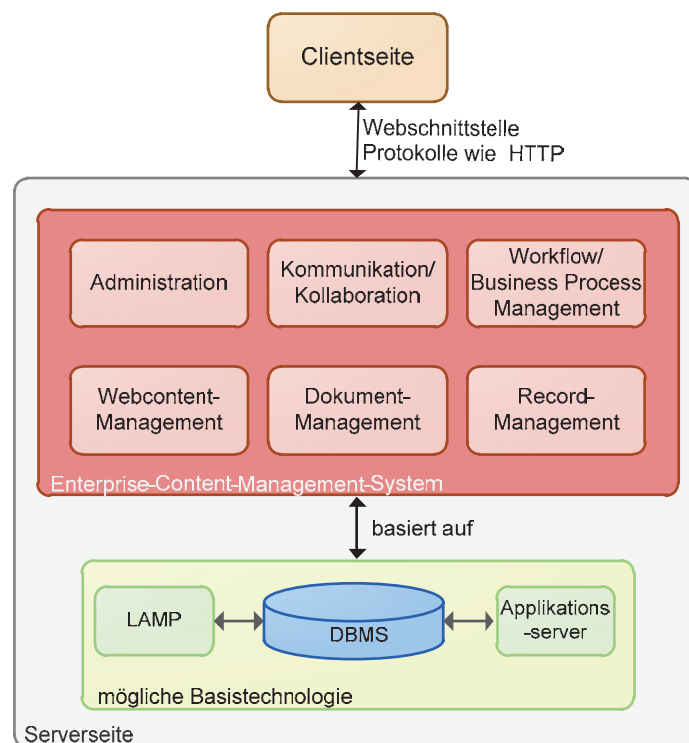 Clientseite
Webschnittstelle
Protokolle wie HTTP
Administration
Kommunikation/
Kollaboration
Workflow/
Business Process
Management
Webcontent-
Management
Dokument-
Management
Record-
Management
Enterprise-Content-Management-System
basiert auf
LAMP
DBMS
Applikations
-server
mögliche Basistechnologie
Serverseite